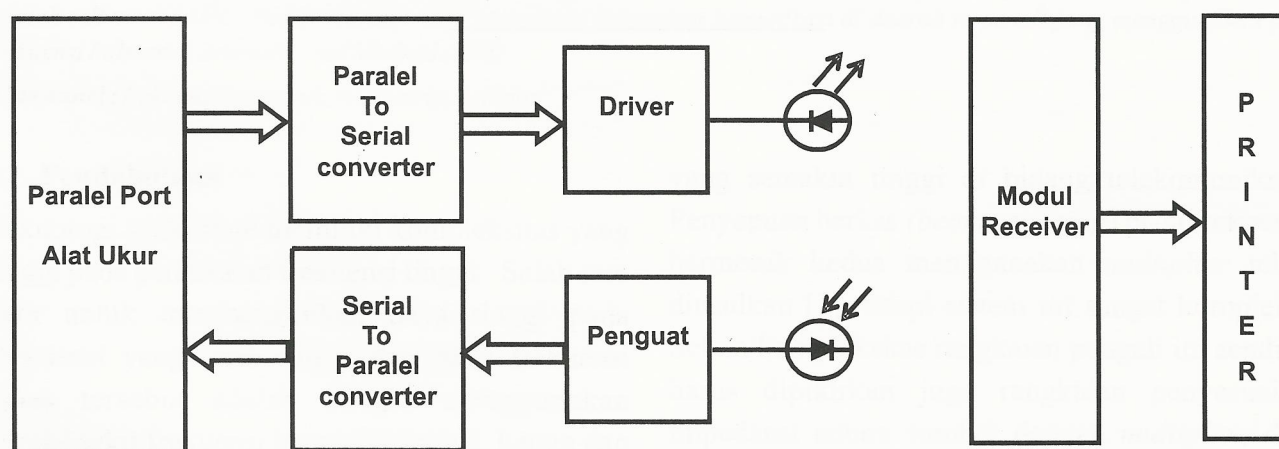 Paralel Port
Alat Ukur
Paralel
To
Serial
converter
Driver
Serial
To
Paralel
converter
Penguat
Modul
Receiver
P
R
I
N
T
E
R